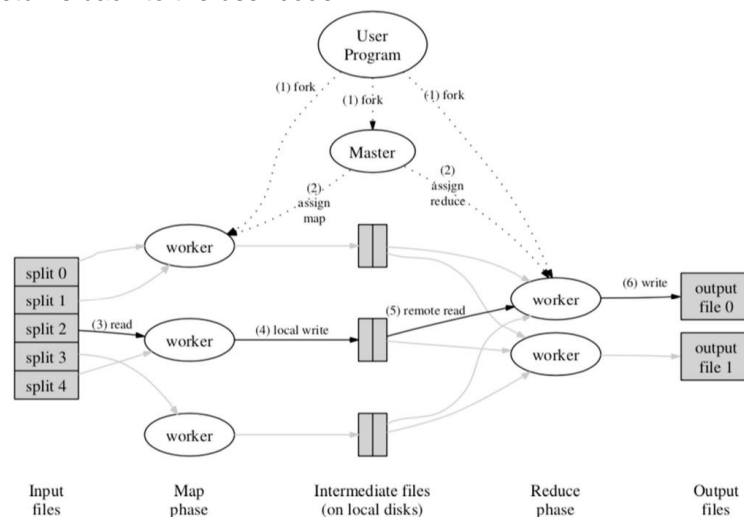 User
Program
(1) fork
(1) fork
(1) fork
Master
(2)
assign
map
(2)
assign
reduce
worker
split 0
split 1
split 2
split 3
split 4
(3) read
worker
(4) local write
(5) remote read
worker
(6) write
output
file 0
worker
output
file 1
worker
Input
files
Map
phase
Intermediate files
(on local disks)
Reduce
phase
Output
files